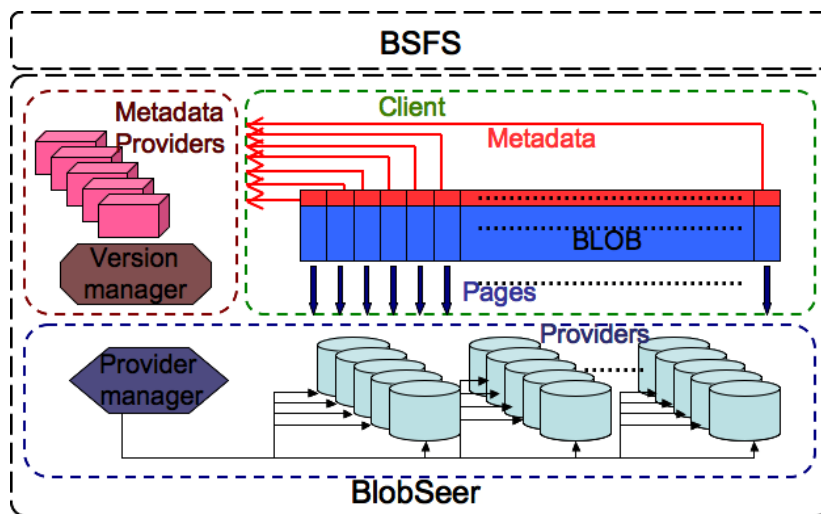 BSFS
Metadata
Providers
Client
Metadata
BLOB
Version
manager
Pages
Providers
Provider
manager
BlobSeer